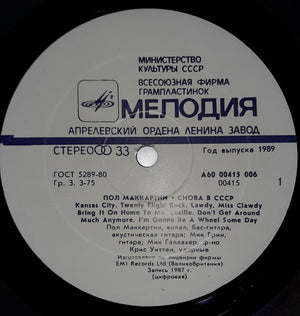 МИНИСТЕРСТВО
КУЛЬТУРЫ СССР
ВСЕСОЮЗНАЯ ФИРМА
ГРАМПЛАСТИНОК
МЕЛОДИЯ
АПРЕЛЕВСКИЙ ОРДЕНА ЛЕНИНА ЗАВОД
СТЕРЕО 33
Год выпуска 1989
ГОСТ 5289-80
А60 00415 006
Гр. 3. 3-75
00415
1
ПОЛ МАККАРТНИ • СНОВА В СССР
Kansas City. Twenty Flight Rock. Lawdy, Miss Clawdy
Bring It On Home To Me. Lucille. Don't Get Around
Much Anymore. I'm Gonna Be A Wheel Some Day
Пол Маккартни, вокал, бас-гитара,
акустическая гитара; Мик Грин,
гитара; Мик Галлахер,
Крис Уиттен, ударные
Изготовлено по лицензии фирмы
EMI Records Ltd (Великобритания)
Запись 1987 г.
(цифровая)